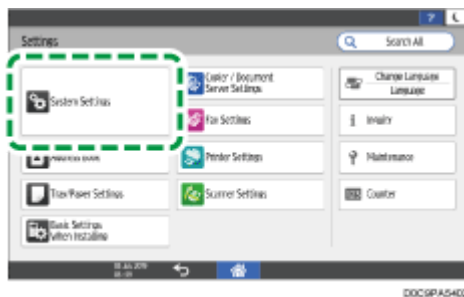 Settings
Search All
System Settings
Copier / Document
Server Settings
Change Language
Language
Fax Settings
Inquiry
Address Book
Printer Settings
Maintenance
Tray/Paper Settings
Scanner Settings
Counter
Basic Settings
When Installing
D0C9PA5403